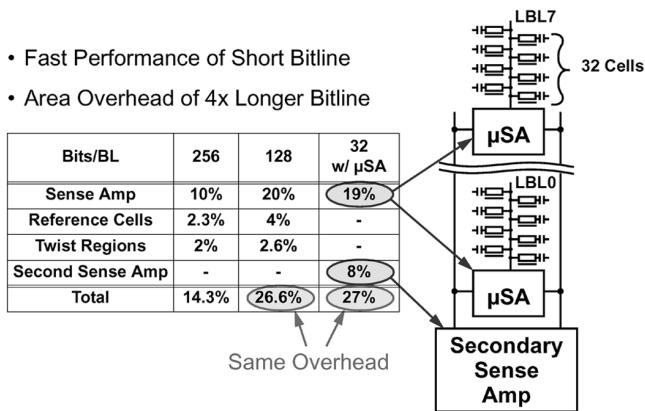 • Fast Performance of Short Bitline
• Area Overhead of 4x Longer Bitline
Bits/BL 256 128 32 w/ µSA
Sense Amp 10% 20% 19%
Reference Cells 2.3% 4% -
Twist Regions 2% 2.6% -
Second Sense Amp - - 8%
Total 14.3% 26.6% 27%
Same Overhead
LBL7
32 Cells
µSA
LBL0
µSA
Secondary
Sense
Amp